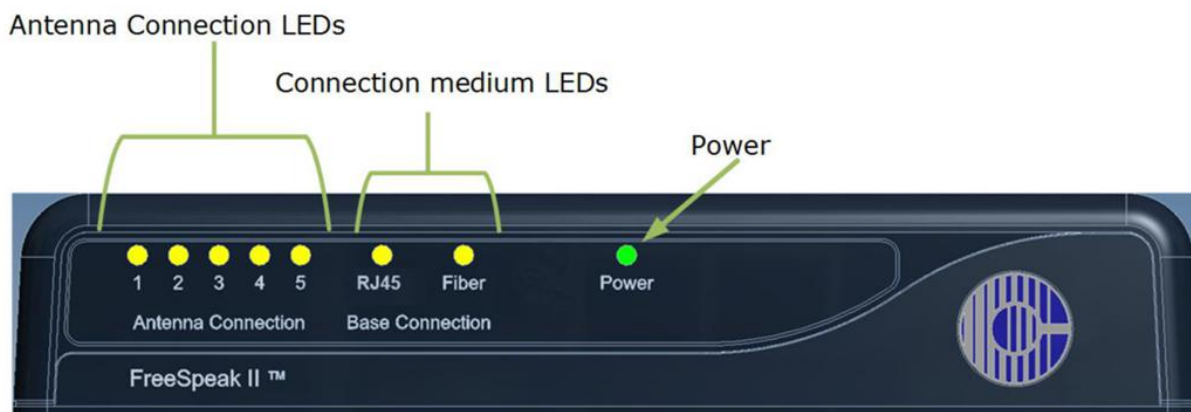 Antenna Connection LEDs
Connection medium LEDs
Power
1 2 3 4 5 RJ45 Fiber Power
Antenna Connection Base Connection
FreeSpeak II ™